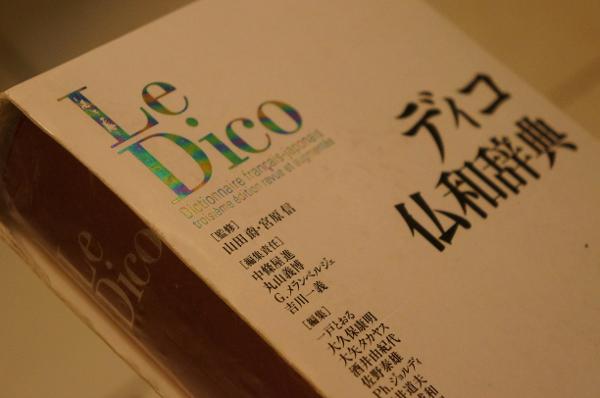 Le
Dico
Dictionnaire français-japonais
troisième édition revue et augmentée
ディコ
仏和辞典
[監修]
山田 𣝣・宮原 信
[編集責任]
中條屋 進
丸山義博
G.メランベルジェ
吉川一義
[編集]
一戸とおる
大久保康明
大矢タカヤス
酒井由紀代
佐野泰雄
Ph.ジョルディ
Le
Dico